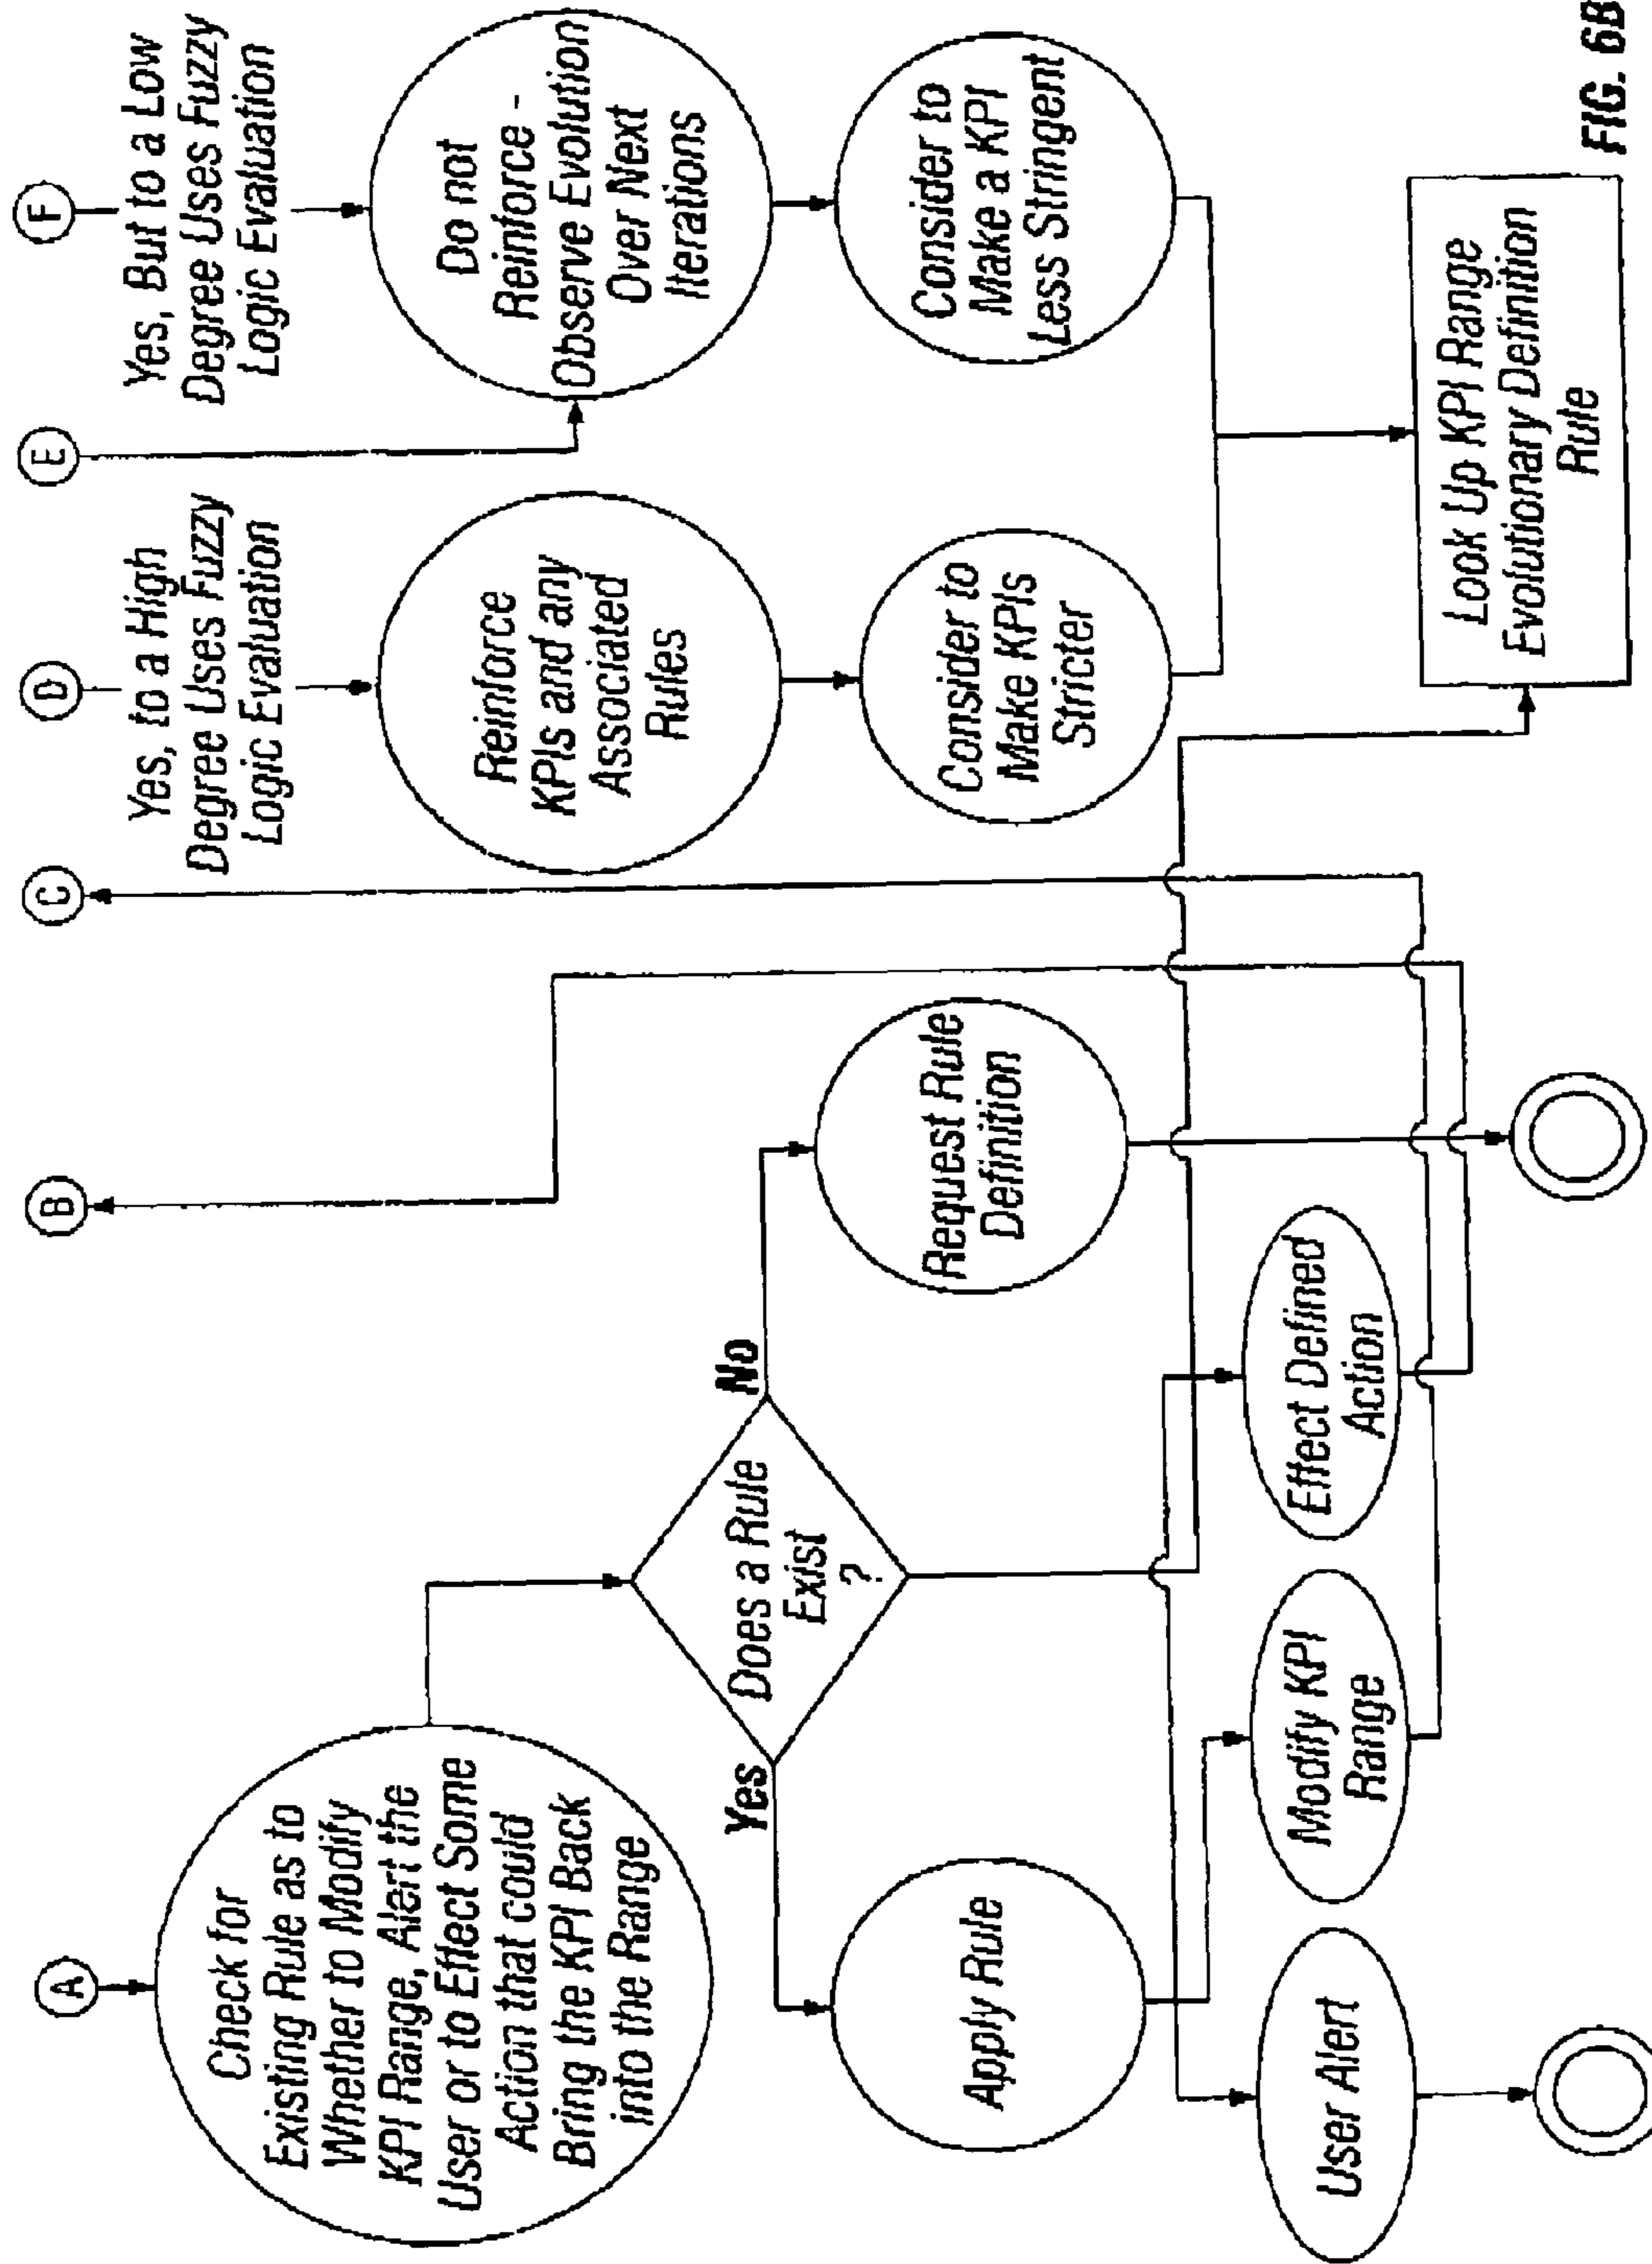 A
B
C
D
E
F
Check for
Existing Rule as to
Whether to Modify
KPI Range, Alert the
User or to Effect Some
Action that could
Bring the KPI Back
into the Range
Yes, to a High
Degree Uses Fuzzy
Logic Evaluation
Yes, But to a Low
Degree Uses Fuzzy
Logic Evaluation
Does a Rule
Exist
?
Yes
No
Reinforce
KPIs and any
Associated
Rules
Do not
Reinforce -
Observe Evolution
Over Next
Iterations
Apply Rule
Request Rule
Definition
Consider to
Make KPIs
Stricter
Consider to
Make a KPI
Less Stringent
User Alert
Modify KPI
Range
Effect Defined
Action
Look Up KPI Range
Evolutionary Definition
Rule
FIG. 6B